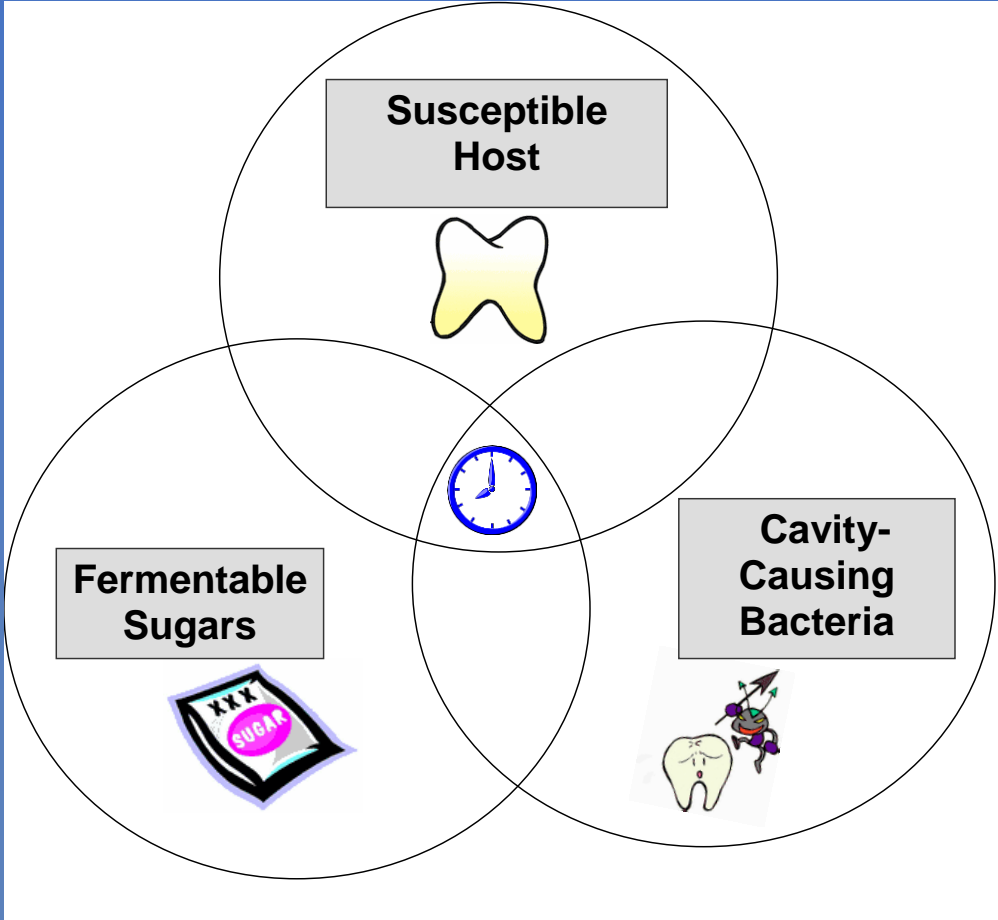 Susceptible
Host
Fermentable
Sugars
XXX
SUGAR
Cavity-
Causing
Bacteria